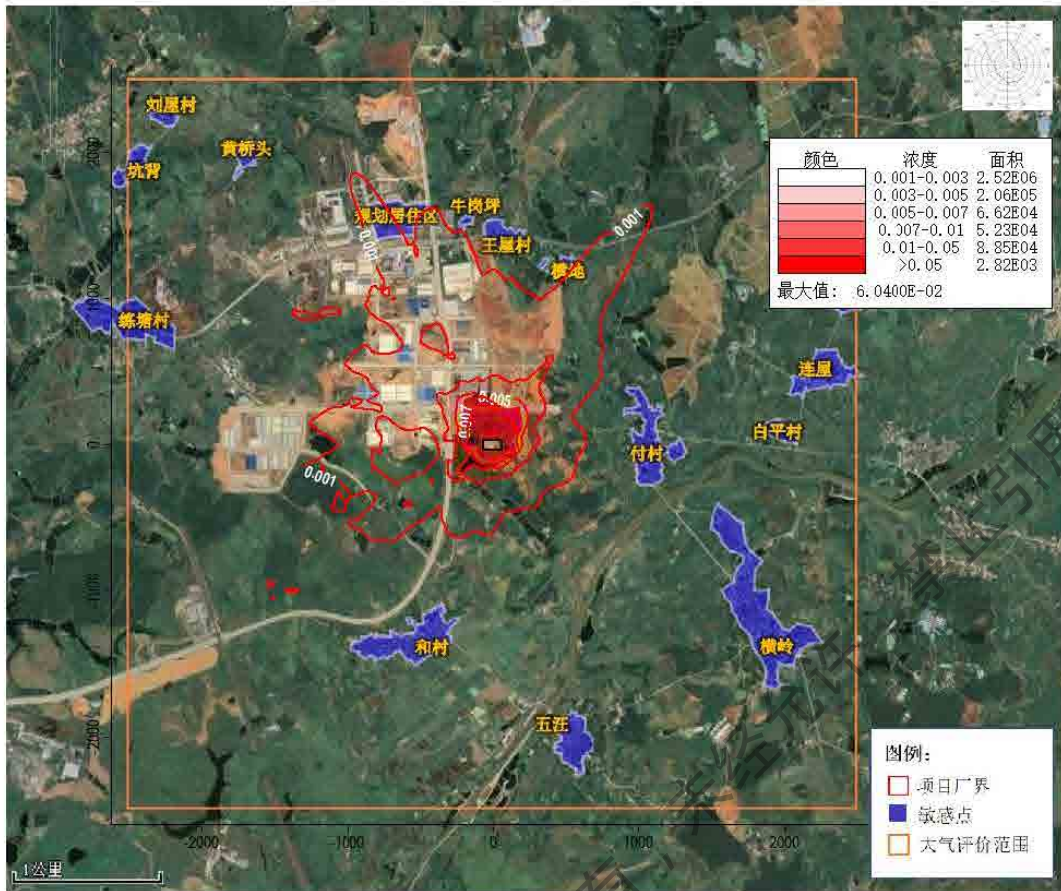 颜色 浓度 面积
0.001-0.003 2.52E06
0.003-0.005 2.06E05
0.005-0.007 6.62E04
0.007-0.01 5.23E04
0.01-0.05 8.85E04
>0.05 2.82E03
最大值: 6.0400E-02
刘屋村
坑背
黄桥头
规划居住区
牛岗坪
王屋村
0.001
0.001
练塘村
连屋
0.005
0.007
白平村
付村
0.001
和村
横岭
五汪
2000
1000
0
-1000
-2000
-2000
-1000
0
1000
2000
1公里
图例:
项目厂界
敏感点
大气评价范围